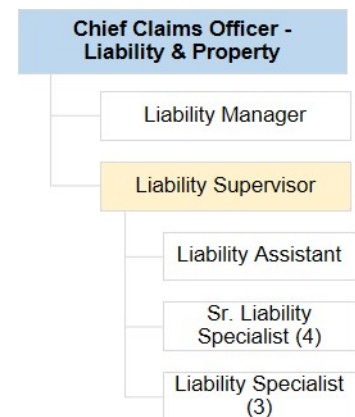 Chief Claims Officer -
Liability & Property
Liability Manager
Liability Supervisor
Liability Assistant
Sr. Liability
Specialist (4)
Liability Specialist
(3)